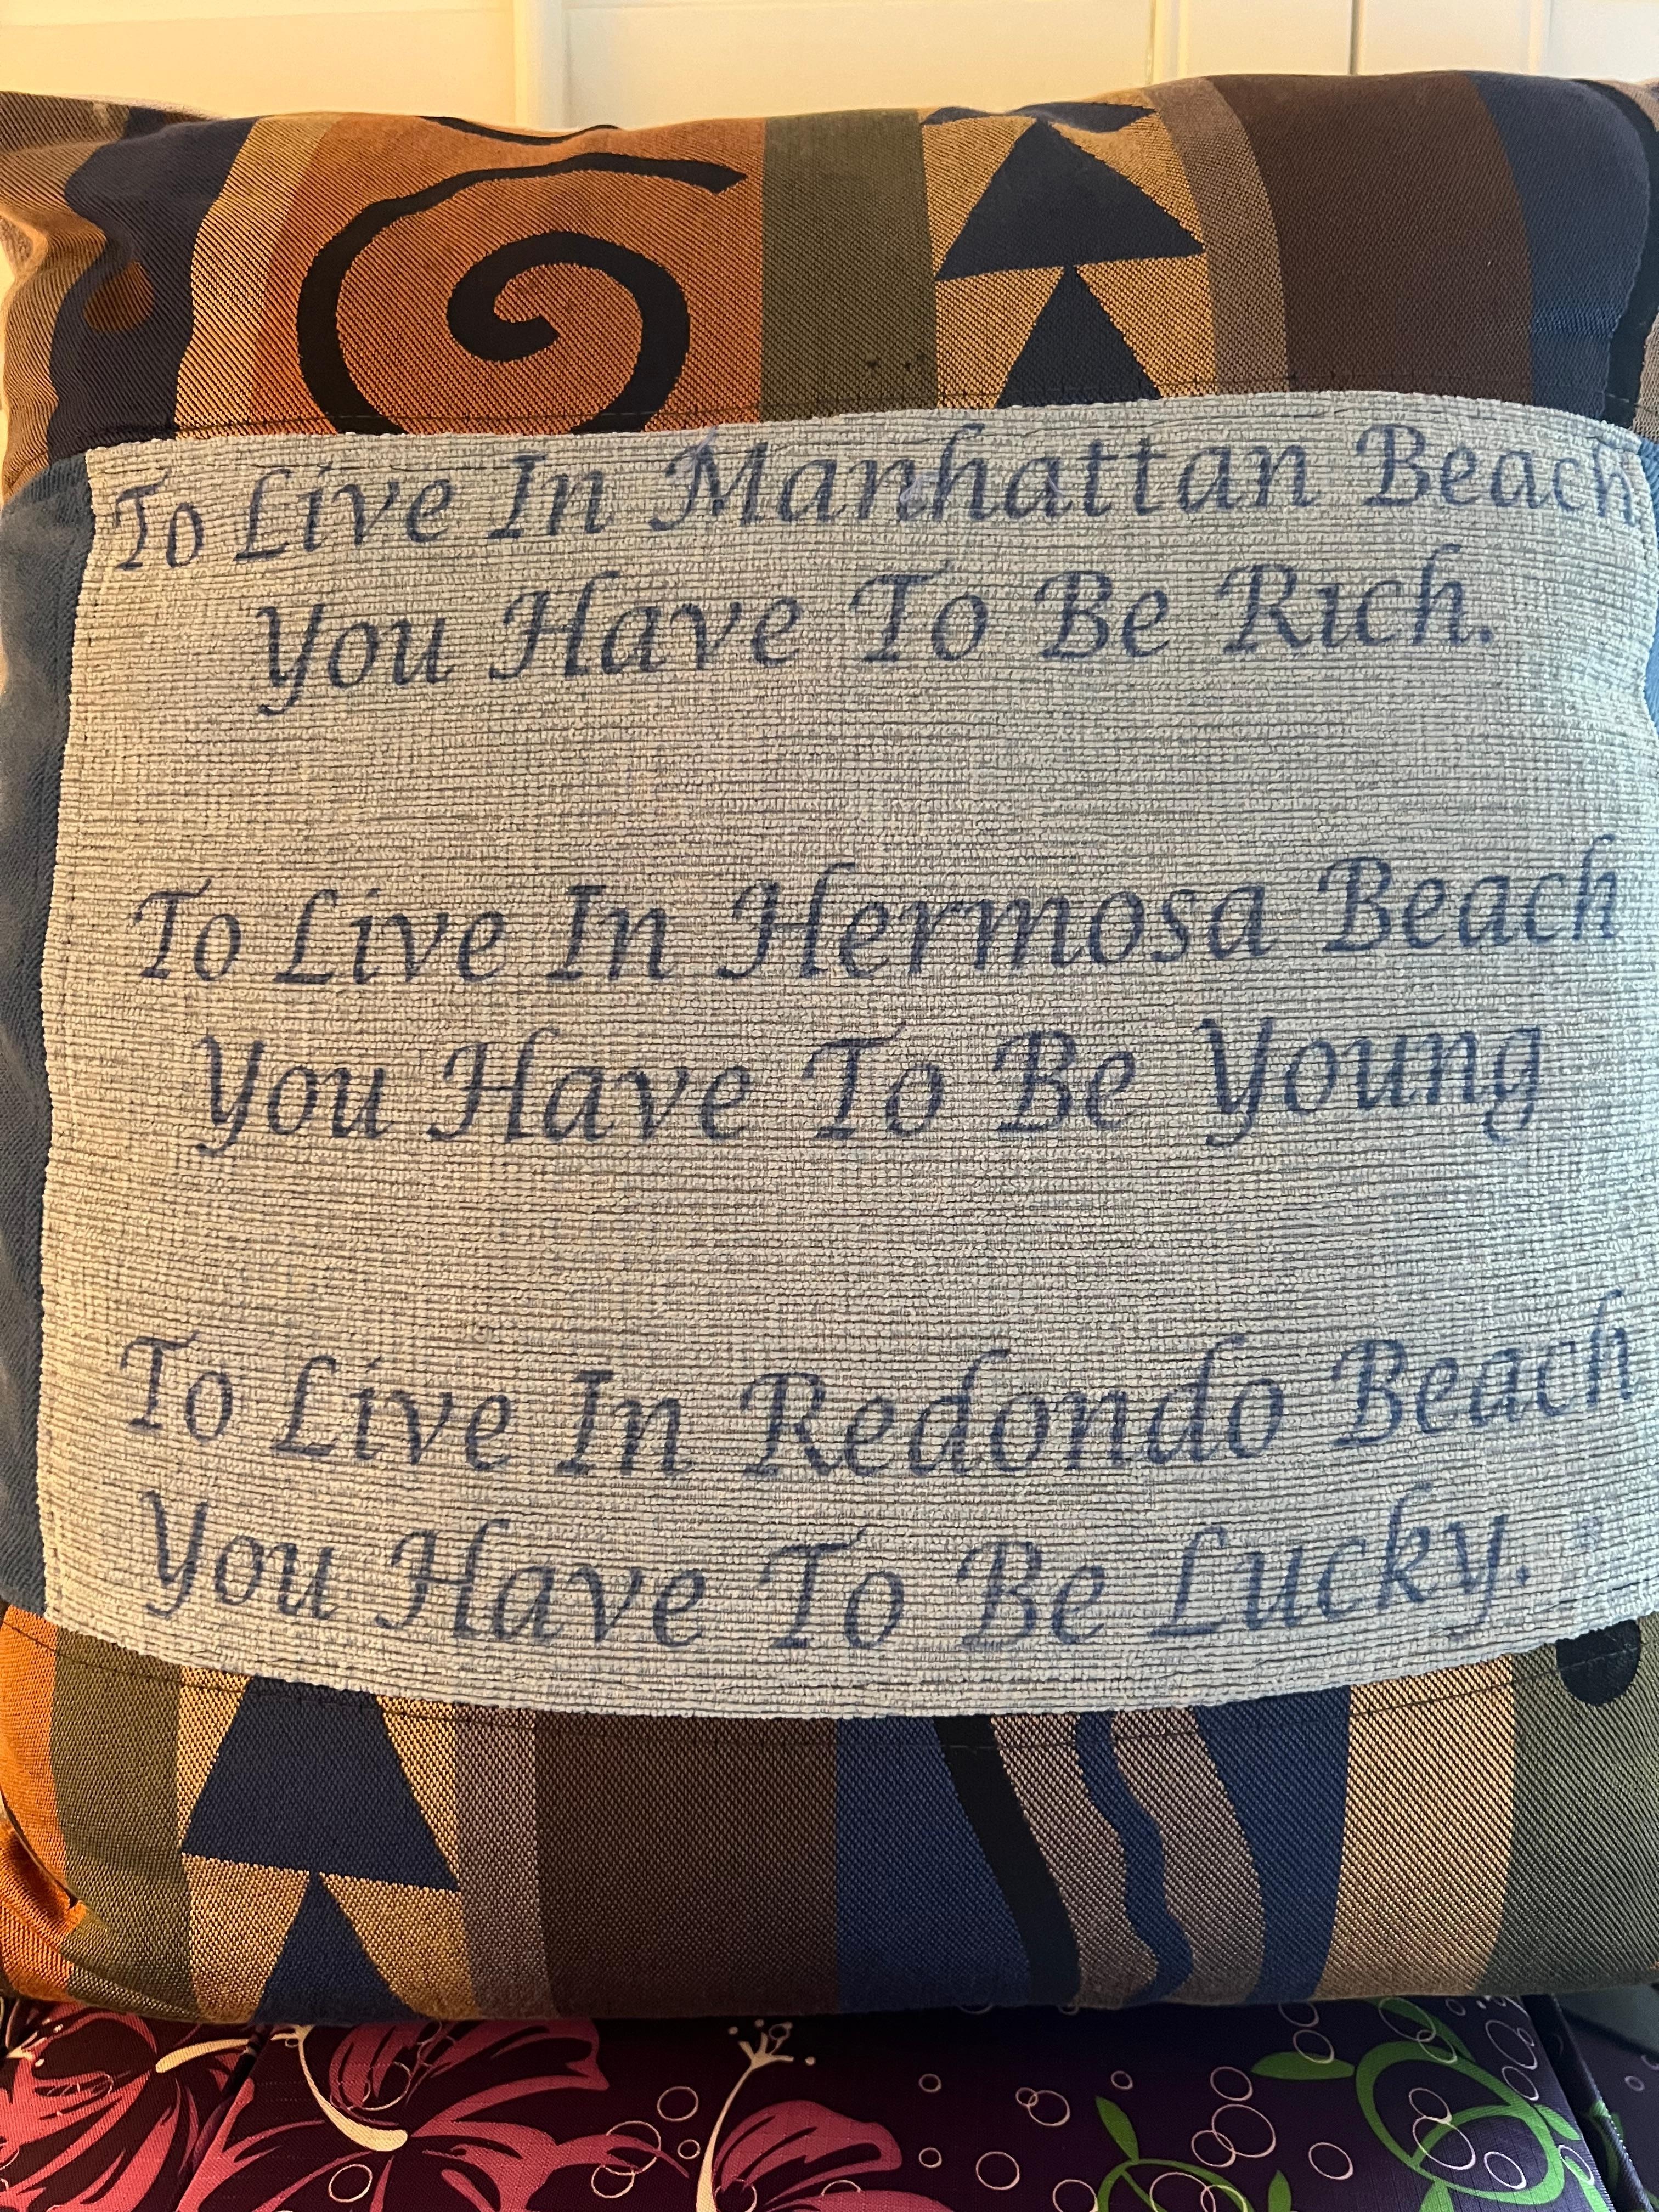 To Live In Manhattan Beach
You Have To Be Rich.
To Live In Hermosa Beach
You Have To Be Young
To Live In Redondo Beach
You Have To Be Lucky.